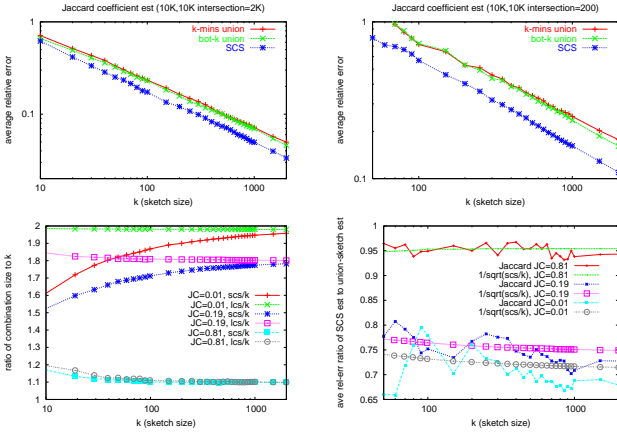 Jaccard coefficient est (10K,10K intersection=2K)
average relative error
k-mins union
bot-k union
SCS
0.1
10
100
1000
k (sketch size)
Jaccard coefficient est (10K,10K intersection=200)
average relative error
k-mins union
bot-k union
SCS
1
0.1
100
1000
k (sketch size)
ratio of combination size to k
2
1.9
1.8
1.7
1.6
1.5
1.4
1.3
1.2
1.1
1
JC=0.01, scs/k
JC=0.01, lcs/k
JC=0.19, scs/k
JC=0.19, lcs/k
JC=0.81, scs/k
JC=0.81, lcs/k
10
100
1000
k (sketch size)
ave rel-err ratio of SCS est to union-skecth est
1
0.95
0.9
0.85
0.8
0.75
0.7
0.65
Jaccard JC=0.81
1/sqrt(scs/k), JC=0.81
Jaccard JC=0.19
1/sqrt(scs/k), JC=0.19
Jaccard JC=0.01
1/sqrt(scs/k), JC=0.01
100
1000
k (sketch size)